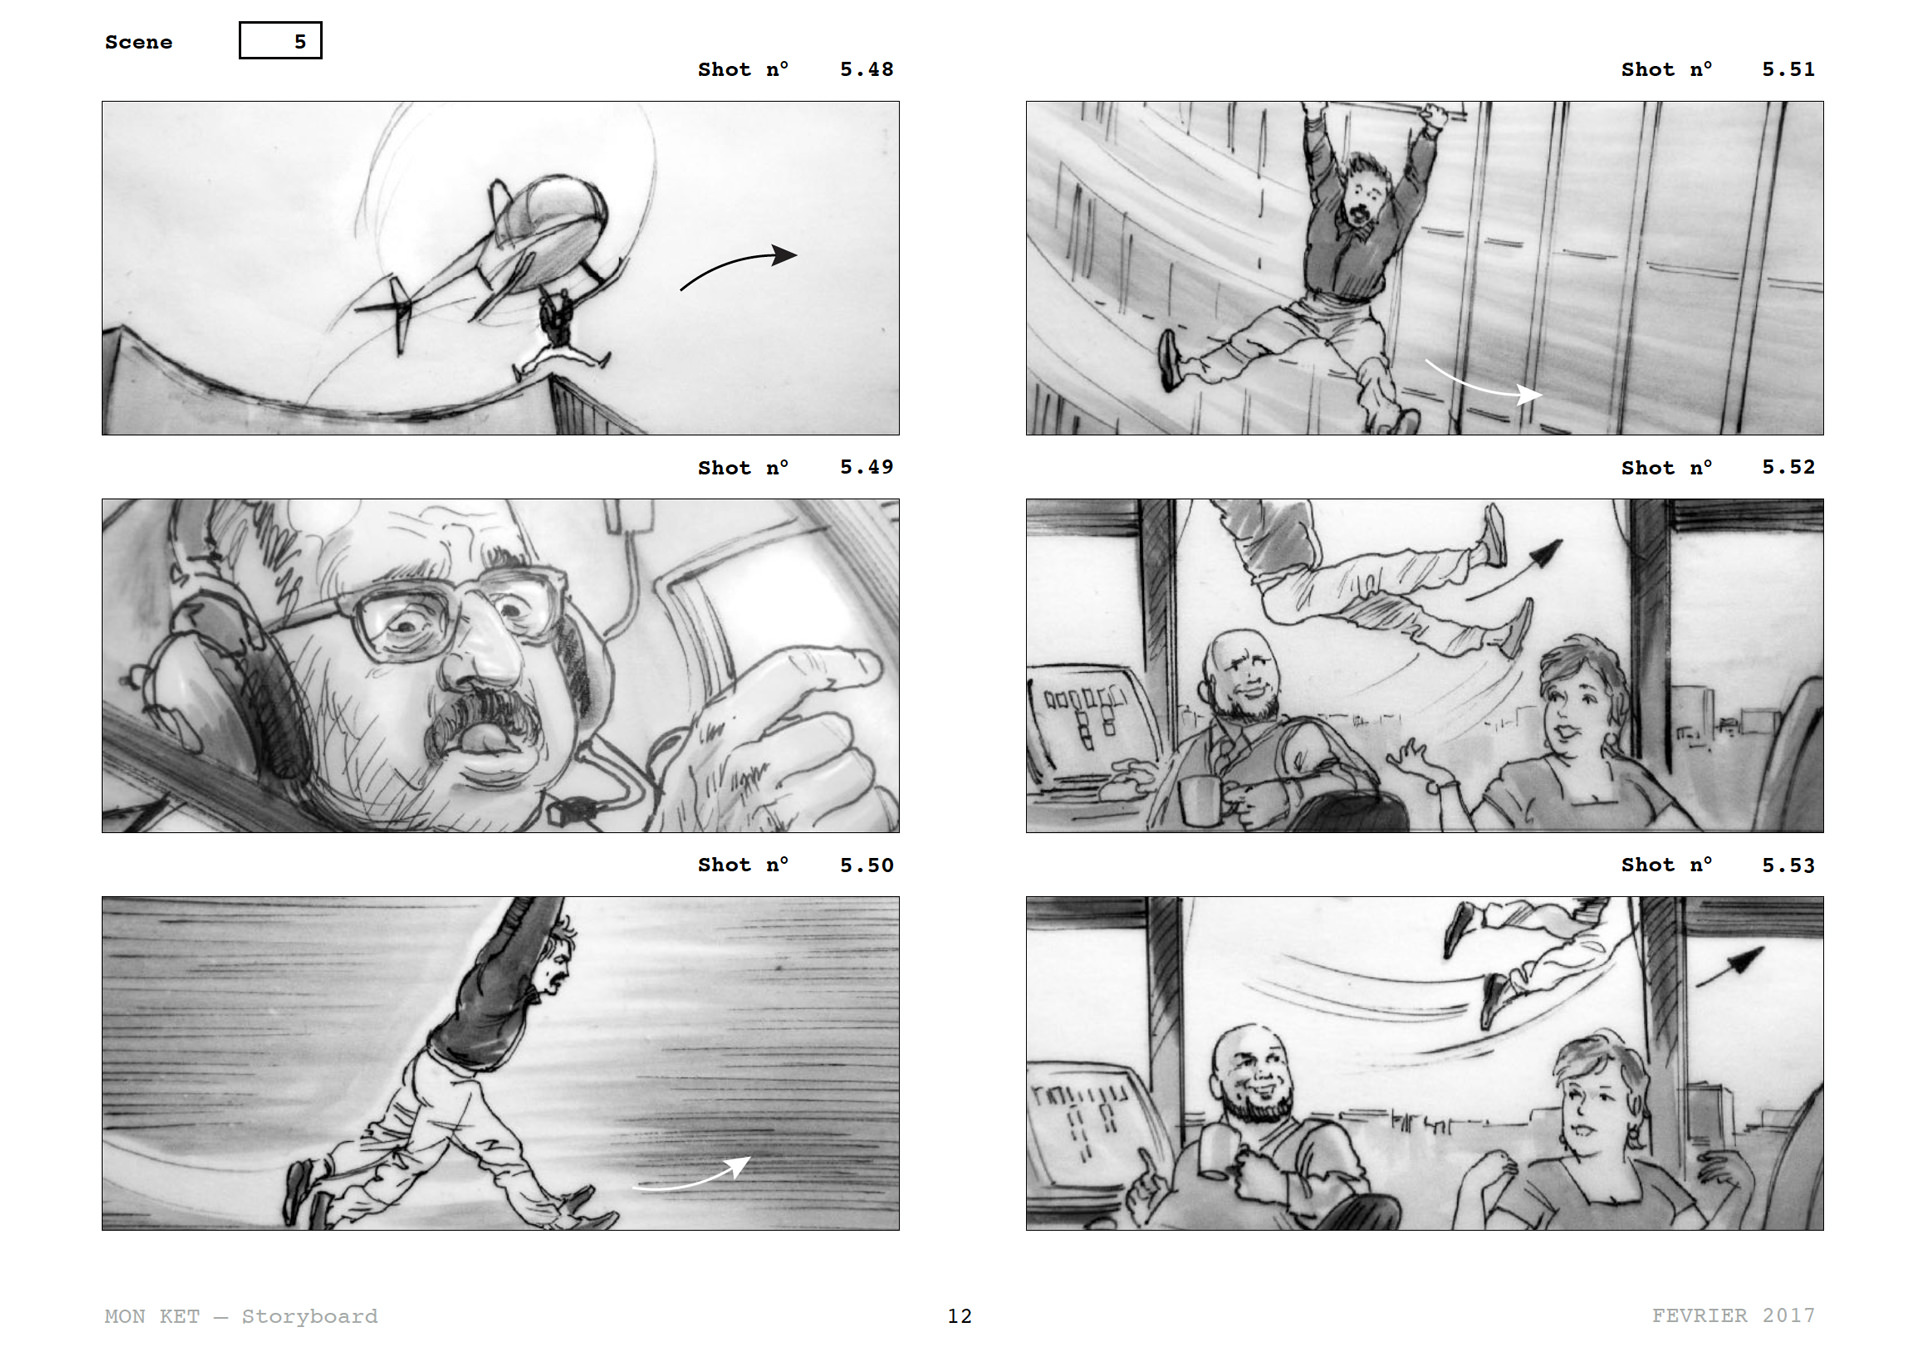 Scene 5
Shot n° 5.48
Shot n° 5.49
Shot n° 5.50
Shot n° 5.51
Shot n° 5.52
Shot n° 5.53
MON KET – Storyboard
12
FEVRIER 2017